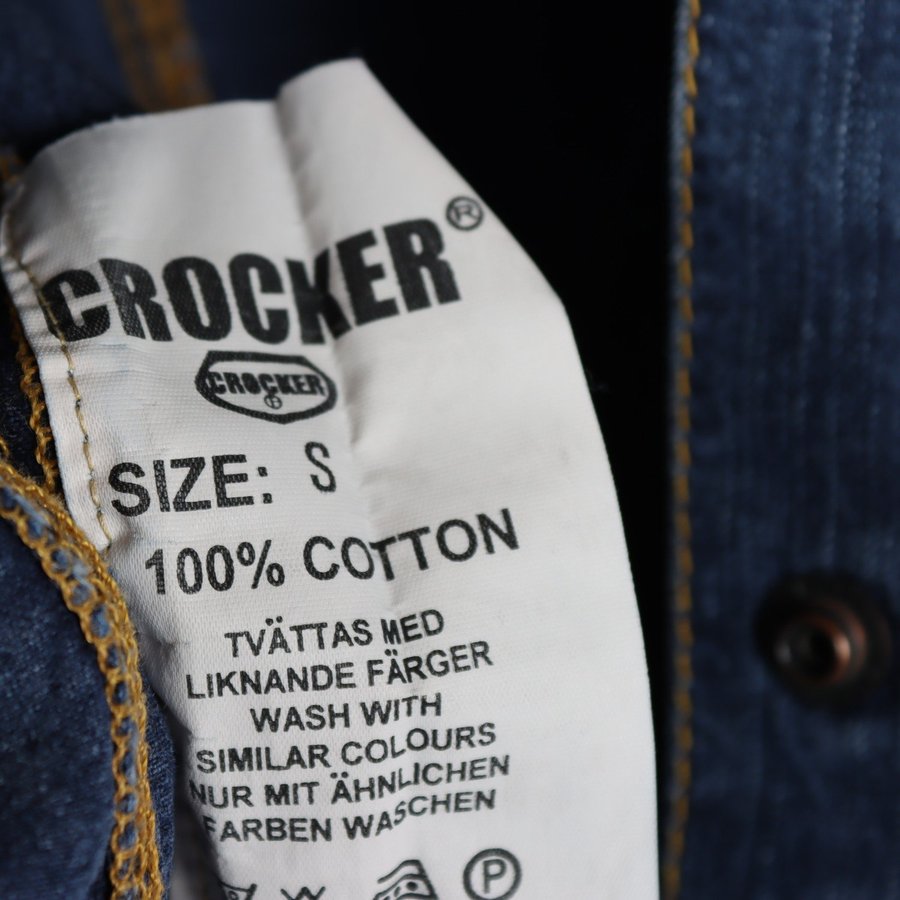 CROCKER®
CROCKER
SIZE: S
100% COTTON
TVÄTTAS MED
LIKNANDE FÄRGER
WASH WITH
SIMILAR COLOURS
NUR MIT ÄHNLICHEN
FARBEN WASCHEN
P